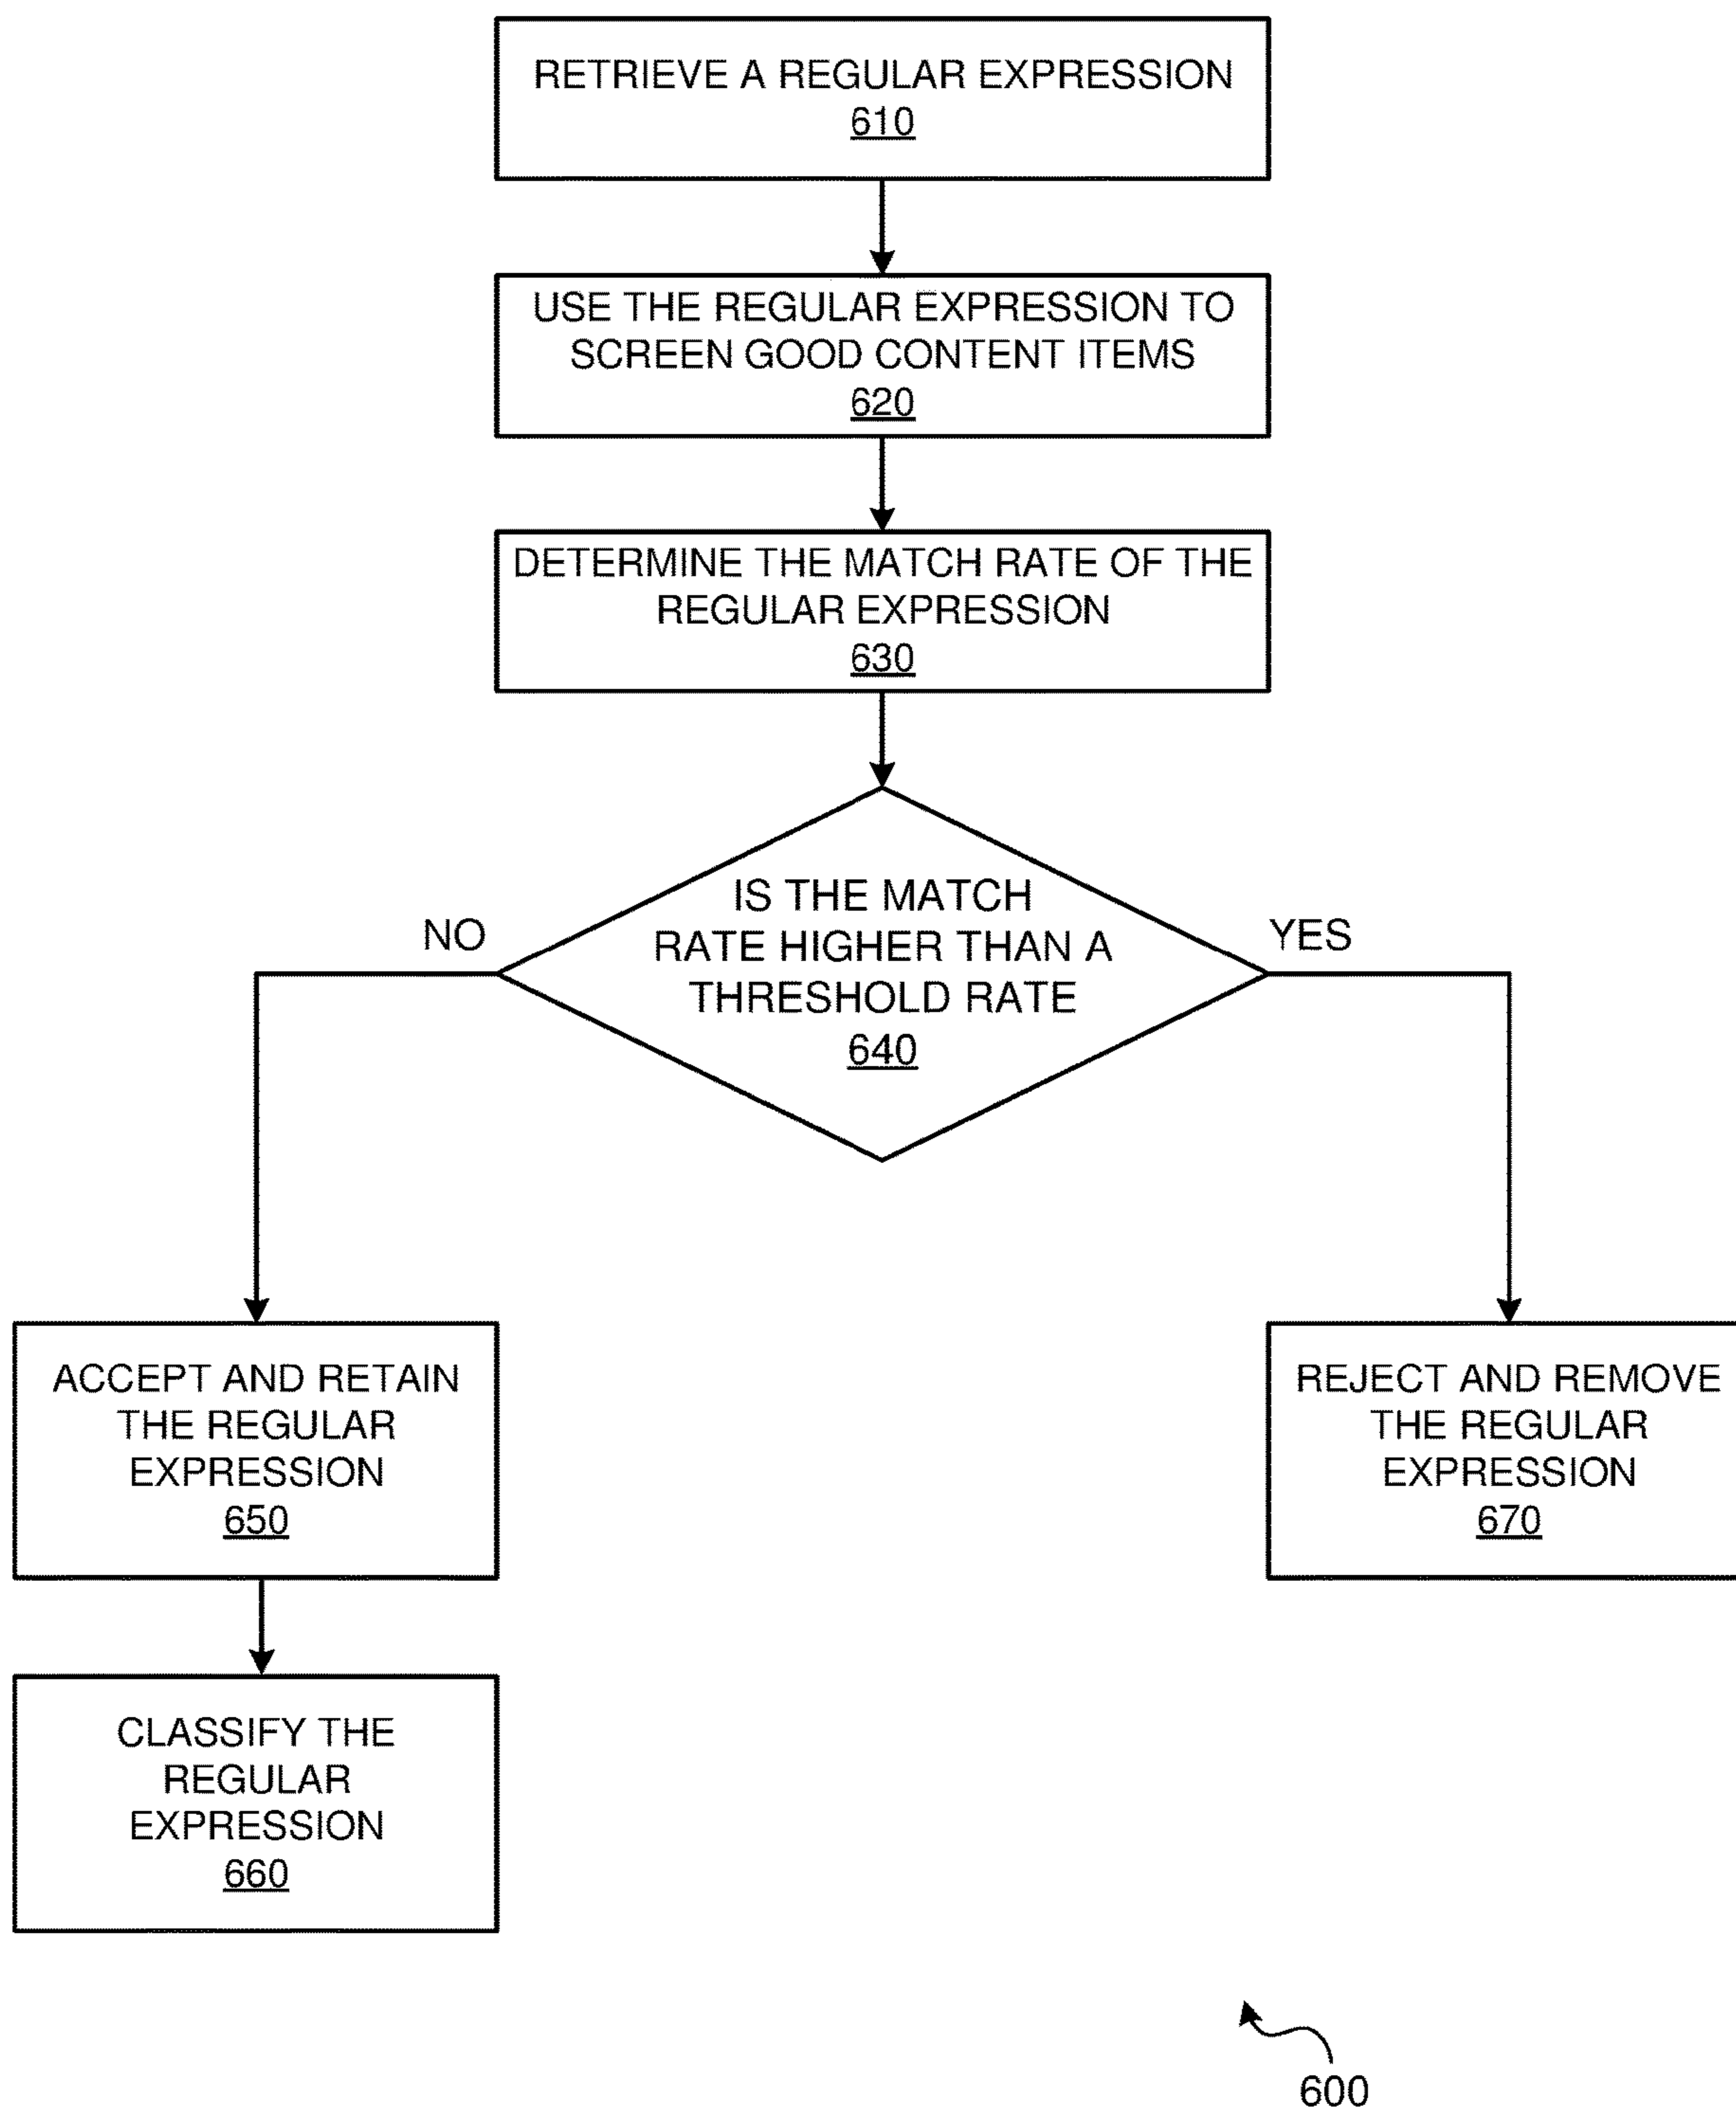 RETRIEVE A REGULAR EXPRESSION
610
USE THE REGULAR EXPRESSION TO
SCREEN GOOD CONTENT ITEMS
620
DETERMINE THE MATCH RATE OF THE
REGULAR EXPRESSION
630
IS THE MATCH
RATE HIGHER THAN A
THRESHOLD RATE
640
NO
YES
ACCEPT AND RETAIN
THE REGULAR
EXPRESSION
650
REJECT AND REMOVE
THE REGULAR
EXPRESSION
670
CLASSIFY THE
REGULAR
EXPRESSION
660
600